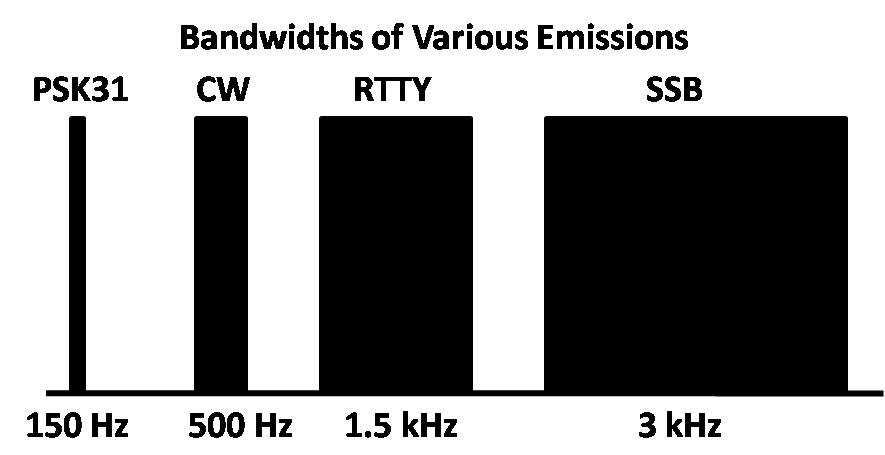 Bandwidths of Various Emissions
PSK31 CW RTTY SSB
150 Hz 500 Hz 1.5 kHz 3 kHz